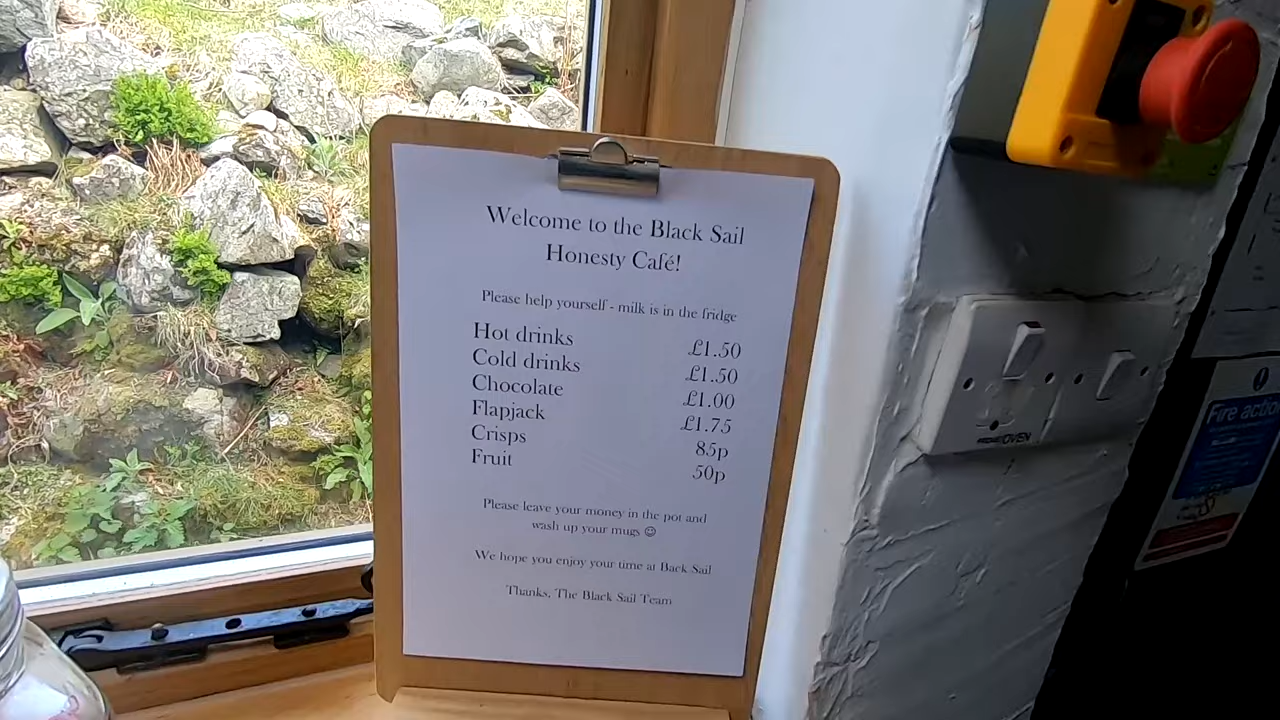 Welcome to the Black Sail
Honesty Café!
Please help yourself - milk is in the fridge
Hot drinks £1.50
Cold drinks £1.50
Chocolate £1.00
Flapjack £1.75
Crisps 85p
Fruit 50p
Please leave your money in the pot and
wash up your mugs ☺
We hope you enjoy your time at Back Sail
Thanks, The Black Sail Team
OVEN
Fire action